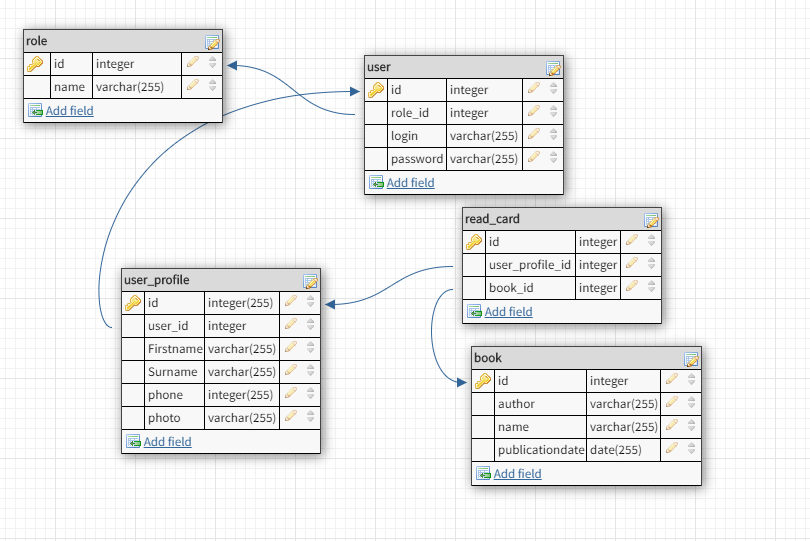 role
id integer
name varchar(255)
Add field
user
id integer
role_id integer
login varchar(255)
password varchar(255)
Add field
read_card
id integer
user_profile_id integer
book_id integer
Add field
user_profile
id integer(255)
user_id integer
Firstname varchar(255)
Surname varchar(255)
phone integer(255)
photo varchar(255)
Add field
book
id integer
author varchar(255)
name varchar(255)
publicationdate date(255)
Add field